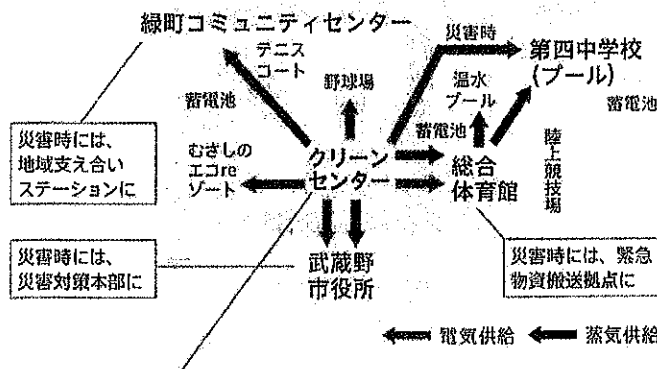 緑町コミュニティセンター
災害時
第四中学校
(プール)
テニス
コート
野球場
温水
プール
蓄電池
蓄電池
蓄電池
災害時には、
地域支え合い
ステーションに
むさしの
エコre
ゾート
クリーン
センター
総合
体育館
陸上競技場
災害時には、
災害対策本部に
武蔵野
市役所
災害時には、緊急
物資搬送拠点に
電気供給
蒸気供給